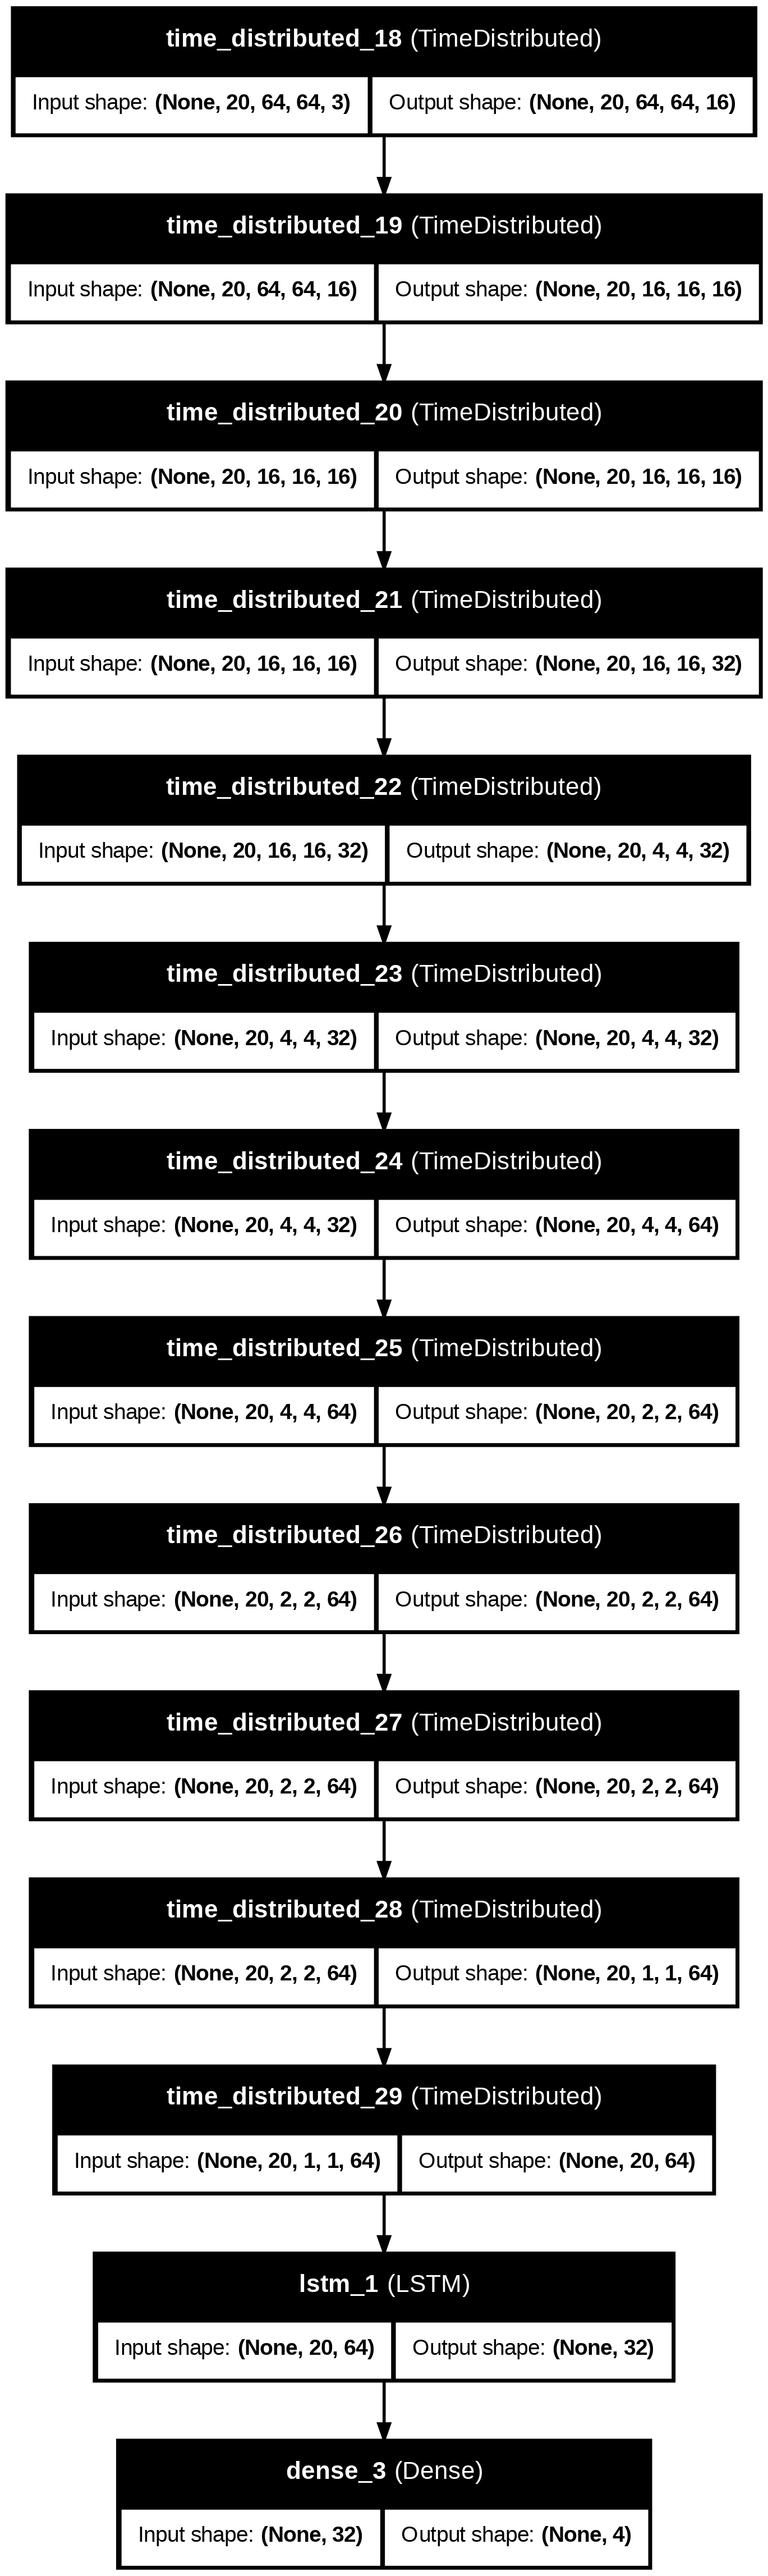 time_distributed_18 (TimeDistributed)
Input shape: (None, 20, 64, 64, 3) Output shape: (None, 20, 64, 64, 16)
time_distributed_19 (TimeDistributed)
Input shape: (None, 20, 64, 64, 16) Output shape: (None, 20, 16, 16, 16)
time_distributed_20 (TimeDistributed)
Input shape: (None, 20, 16, 16, 16) Output shape: (None, 20, 16, 16, 16)
time_distributed_21 (TimeDistributed)
Input shape: (None, 20, 16, 16, 16) Output shape: (None, 20, 16, 16, 32)
time_distributed_22 (TimeDistributed)
Input shape: (None, 20, 16, 16, 32) Output shape: (None, 20, 4, 4, 32)
time_distributed_23 (TimeDistributed)
Input shape: (None, 20, 4, 4, 32) Output shape: (None, 20, 4, 4, 32)
time_distributed_24 (TimeDistributed)
Input shape: (None, 20, 4, 4, 32) Output shape: (None, 20, 4, 4, 64)
time_distributed_25 (TimeDistributed)
Input shape: (None, 20, 4, 4, 64) Output shape: (None, 20, 2, 2, 64)
time_distributed_26 (TimeDistributed)
Input shape: (None, 20, 2, 2, 64) Output shape: (None, 20, 2, 2, 64)
time_distributed_27 (TimeDistributed)
Input shape: (None, 20, 2, 2, 64) Output shape: (None, 20, 2, 2, 64)
time_distributed_28 (TimeDistributed)
Input shape: (None, 20, 2, 2, 64) Output shape: (None, 20, 1, 1, 64)
time_distributed_29 (TimeDistributed)
Input shape: (None, 20, 1, 1, 64) Output shape: (None, 20, 64)
lstm_1 (LSTM)
Input shape: (None, 20, 64) Output shape: (None, 32)
dense_3 (Dense)
Input shape: (None, 32) Output shape: (None, 4)